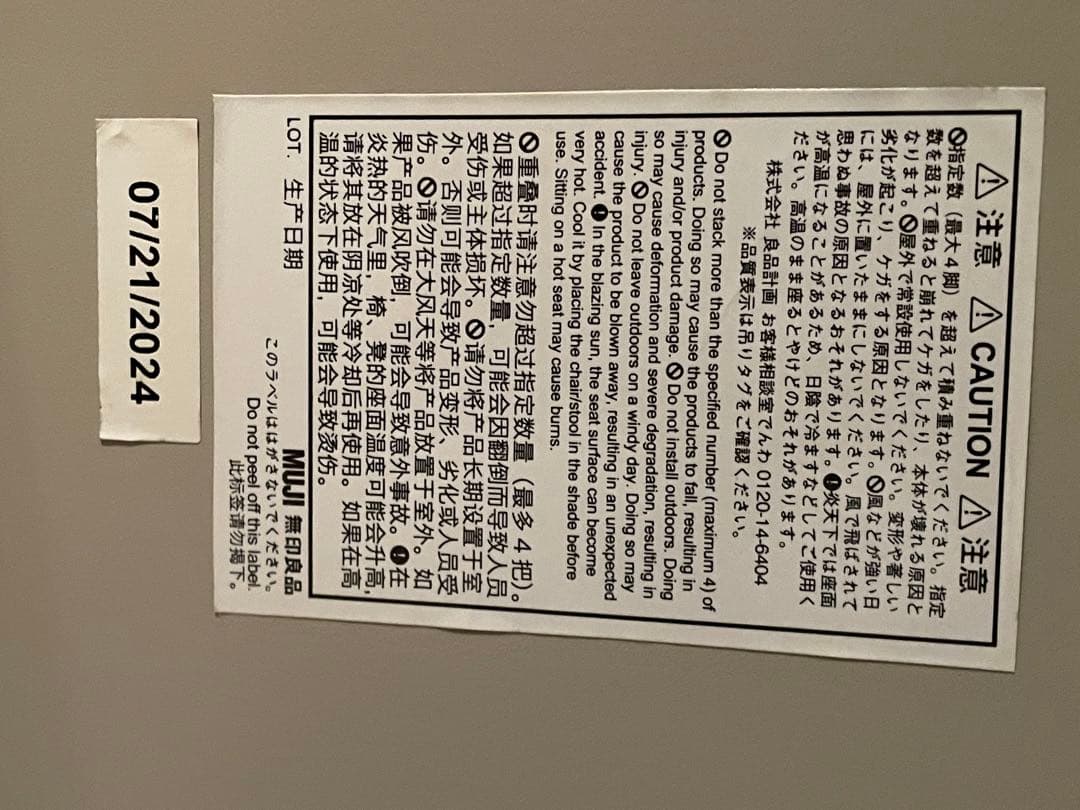 ⚠ 注意 ⚠ CAUTION ⚠ 注意
🚫指定数(最大4脚)を超えて積み重ねないでください。指定
数を超えて重ねると崩れてケガをしたり、本体が壊れる原因と
なります。🚫屋外で常設使用しないでください。変形や著しい
劣化が起こり、ケガをする原因となります。🚫風などが強い日
には、屋外に置いたままにしないでください。風で飛ばされて
思わぬ事故の原因となるおそれがあります。❗炎天下では座面
が高温になることがあるため、日陰で冷ますなどしてご使用く
ださい。高温のまま座るとやけどのおそれがあります。
株式会社 良品計画 お客様相談室でんわ 0120-14-6404
※品質表示は吊りタグをご確認ください。
🚫 Do not stack more than the specified number (maximum 4) of
products. Doing so may cause the products to fall, resulting in
injury and/or product damage. 🚫 Do not install outdoors. Doing
so may cause deformation and severe degradation, resulting in
injury. 🚫 Do not leave outdoors on a windy day. Doing so may
cause the product to be blown away, resulting in an unexpected
accident. ❗ In the blazing sun, the seat surface can become
very hot. Cool it by placing the chair/stool in the shade before
use. Sitting on a hot seat may cause burns.
🚫 重叠时请注意勿超过指定数量(最多4把)。
如果超过指定数量,可能会因翻倒而导致人员
受伤或主体损坏。🚫请勿将产品长期设置于室
外。否则可能会导致产品变形、劣化或人员受
伤。🚫请勿在大风天等将产品放置于室外。如
果产品被风吹倒,可能会导致意外事故。❗在
炎热的天气里,椅、凳的座面温度可能会升高,
请将其放在阴凉处等冷却后再使用。如果在高
温的状态下使用,可能会导致烫伤。
LOT. 生产日期
MUJI 無印良品
このラベルははがさないでください。
Do not peel off this label.
此标签请勿揭下。
07/21/2024